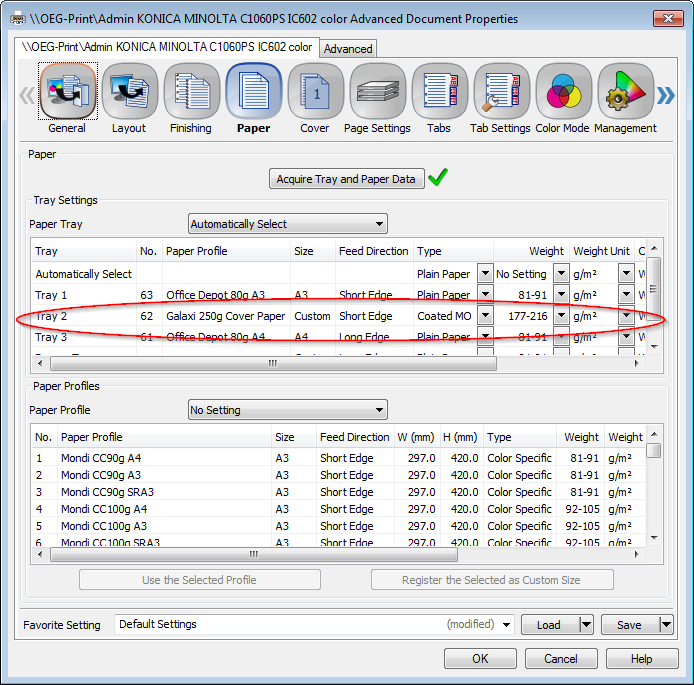 \\OEG-Print\Admin KONICA MINOLTA C1060PS IC602 color Advanced Document Properties
\\OEG-Print\Admin KONICA MINOLTA C1060PS IC602 color Advanced
1
General Layout Finishing Paper Cover Page Settings Tabs Tab Settings Color Mode Management
Paper
Acquire Tray and Paper Data
Tray Settings
Paper Tray Automatically Select
Tray No. Paper Profile Size Feed Direction Type Weight Weight Unit
Automatically Select Plain Paper No Setting g/m²
Tray 1 63 Office Depot 80g A3 A3 Short Edge Plain Paper 81-91 g/m²
Tray 2 62 Galaxi 250g Cover Paper Custom Short Edge Coated MO 177-216 g/m²
Tray 3 61 Office Depot 80g A4 A4 Long Edge Plain Paper 81-91 g/m²
Paper Profiles
Paper Profile No Setting
No. Paper Profile Size Feed Direction W (mm) H (mm) Type Weight Weight
1 Mondi CC90g A4 A3 Short Edge 297.0 420.0 Color Specific 81-91 g/m²
2 Mondi CC90g A3 A3 Short Edge 297.0 420.0 Color Specific 81-91 g/m²
3 Mondi CC90g SRA3 A3 Short Edge 297.0 420.0 Color Specific 81-91 g/m²
4 Mondi CC100g A4 A3 Short Edge 297.0 420.0 Color Specific 92-105 g/m²
5 Mondi CC100g A3 A3 Short Edge 297.0 420.0 Color Specific 92-105 g/m²
6 Mondi CC100g SRA3 A3 Short Edge 297.0 420.0 Color Specific 92-105 g/m²
Use the Selected Profile Register the Selected as Custom Size
Favorite Setting Default Settings (modified) Load Save
OK Cancel Help